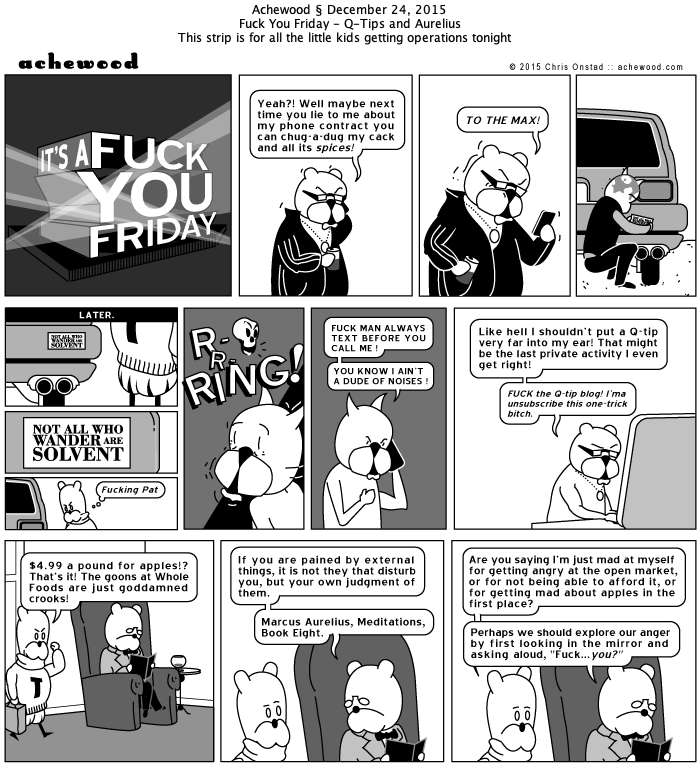 Achewood § December 24, 2015
Fuck You Friday – Q-Tips and Aurelius
This strip is for all the little kids getting operations tonight
achewood
© 2015 Chris Onstad :: achewood.com
IT'S A FUCK
YOU
FRIDAY
Yeah?! Well maybe next
time you lie to me about
my phone contract you
can chug-a-dug my cack
and all its spices!
TO THE MAX!
LATER.
NOT ALL WHO
WANDER ARE
SOLVENT
NOT ALL WHO
WANDER ARE
SOLVENT
Fucking Pat
R-
R-
RING!
FUCK MAN ALWAYS
TEXT BEFORE YOU
CALL ME !
YOU KNOW I AIN'T
A DUDE OF NOISES !
Like hell I shouldn't put a Q-tip
very far into my ear! That might
be the last private activity I even
get right!
FUCK the Q-tip blog! I'ma
unsubscribe this one-trick
bitch.
$4.99 a pound for apples!?
That's it! The goons at Whole
Foods are just goddamned
crooks!
T
If you are pained by external
things, it is not they that disturb
you, but your own judgment of
them.
Marcus Aurelius, Meditations,
Book Eight.
Are you saying I'm just mad at myself
for getting angry at the open market,
or for not being able to afford it, or
for getting mad about apples in the
first place?
Perhaps we should explore our anger
by first looking in the mirror and
asking aloud, "Fuck...you?"